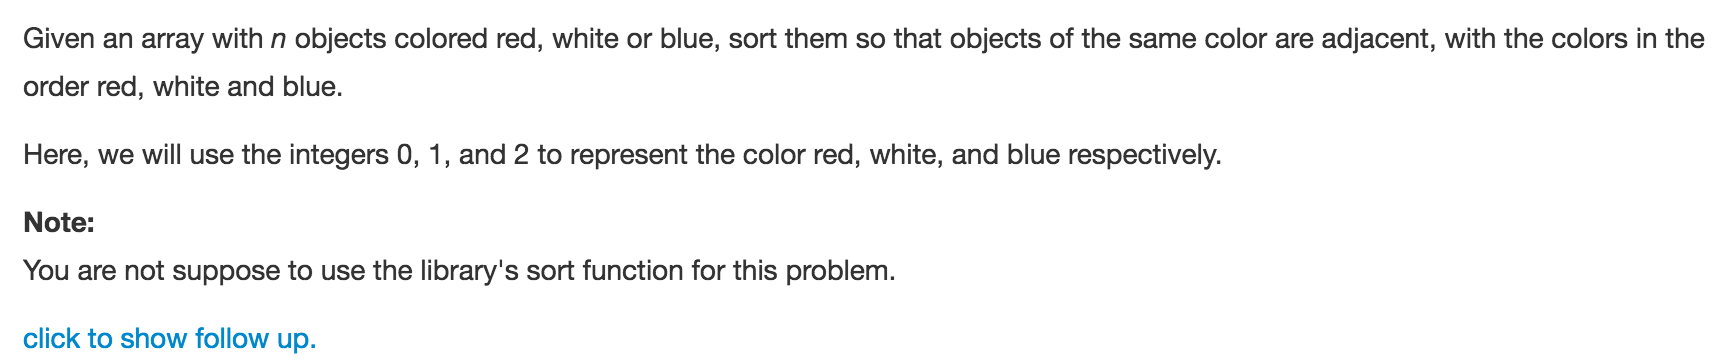 Given an array with n objects colored red, white or blue, sort them so that objects of the same color are adjacent, with the colors in the
order red, white and blue.
Here, we will use the integers 0, 1, and 2 to represent the color red, white, and blue respectively.
Note:
You are not suppose to use the library's sort function for this problem.
click to show follow up.